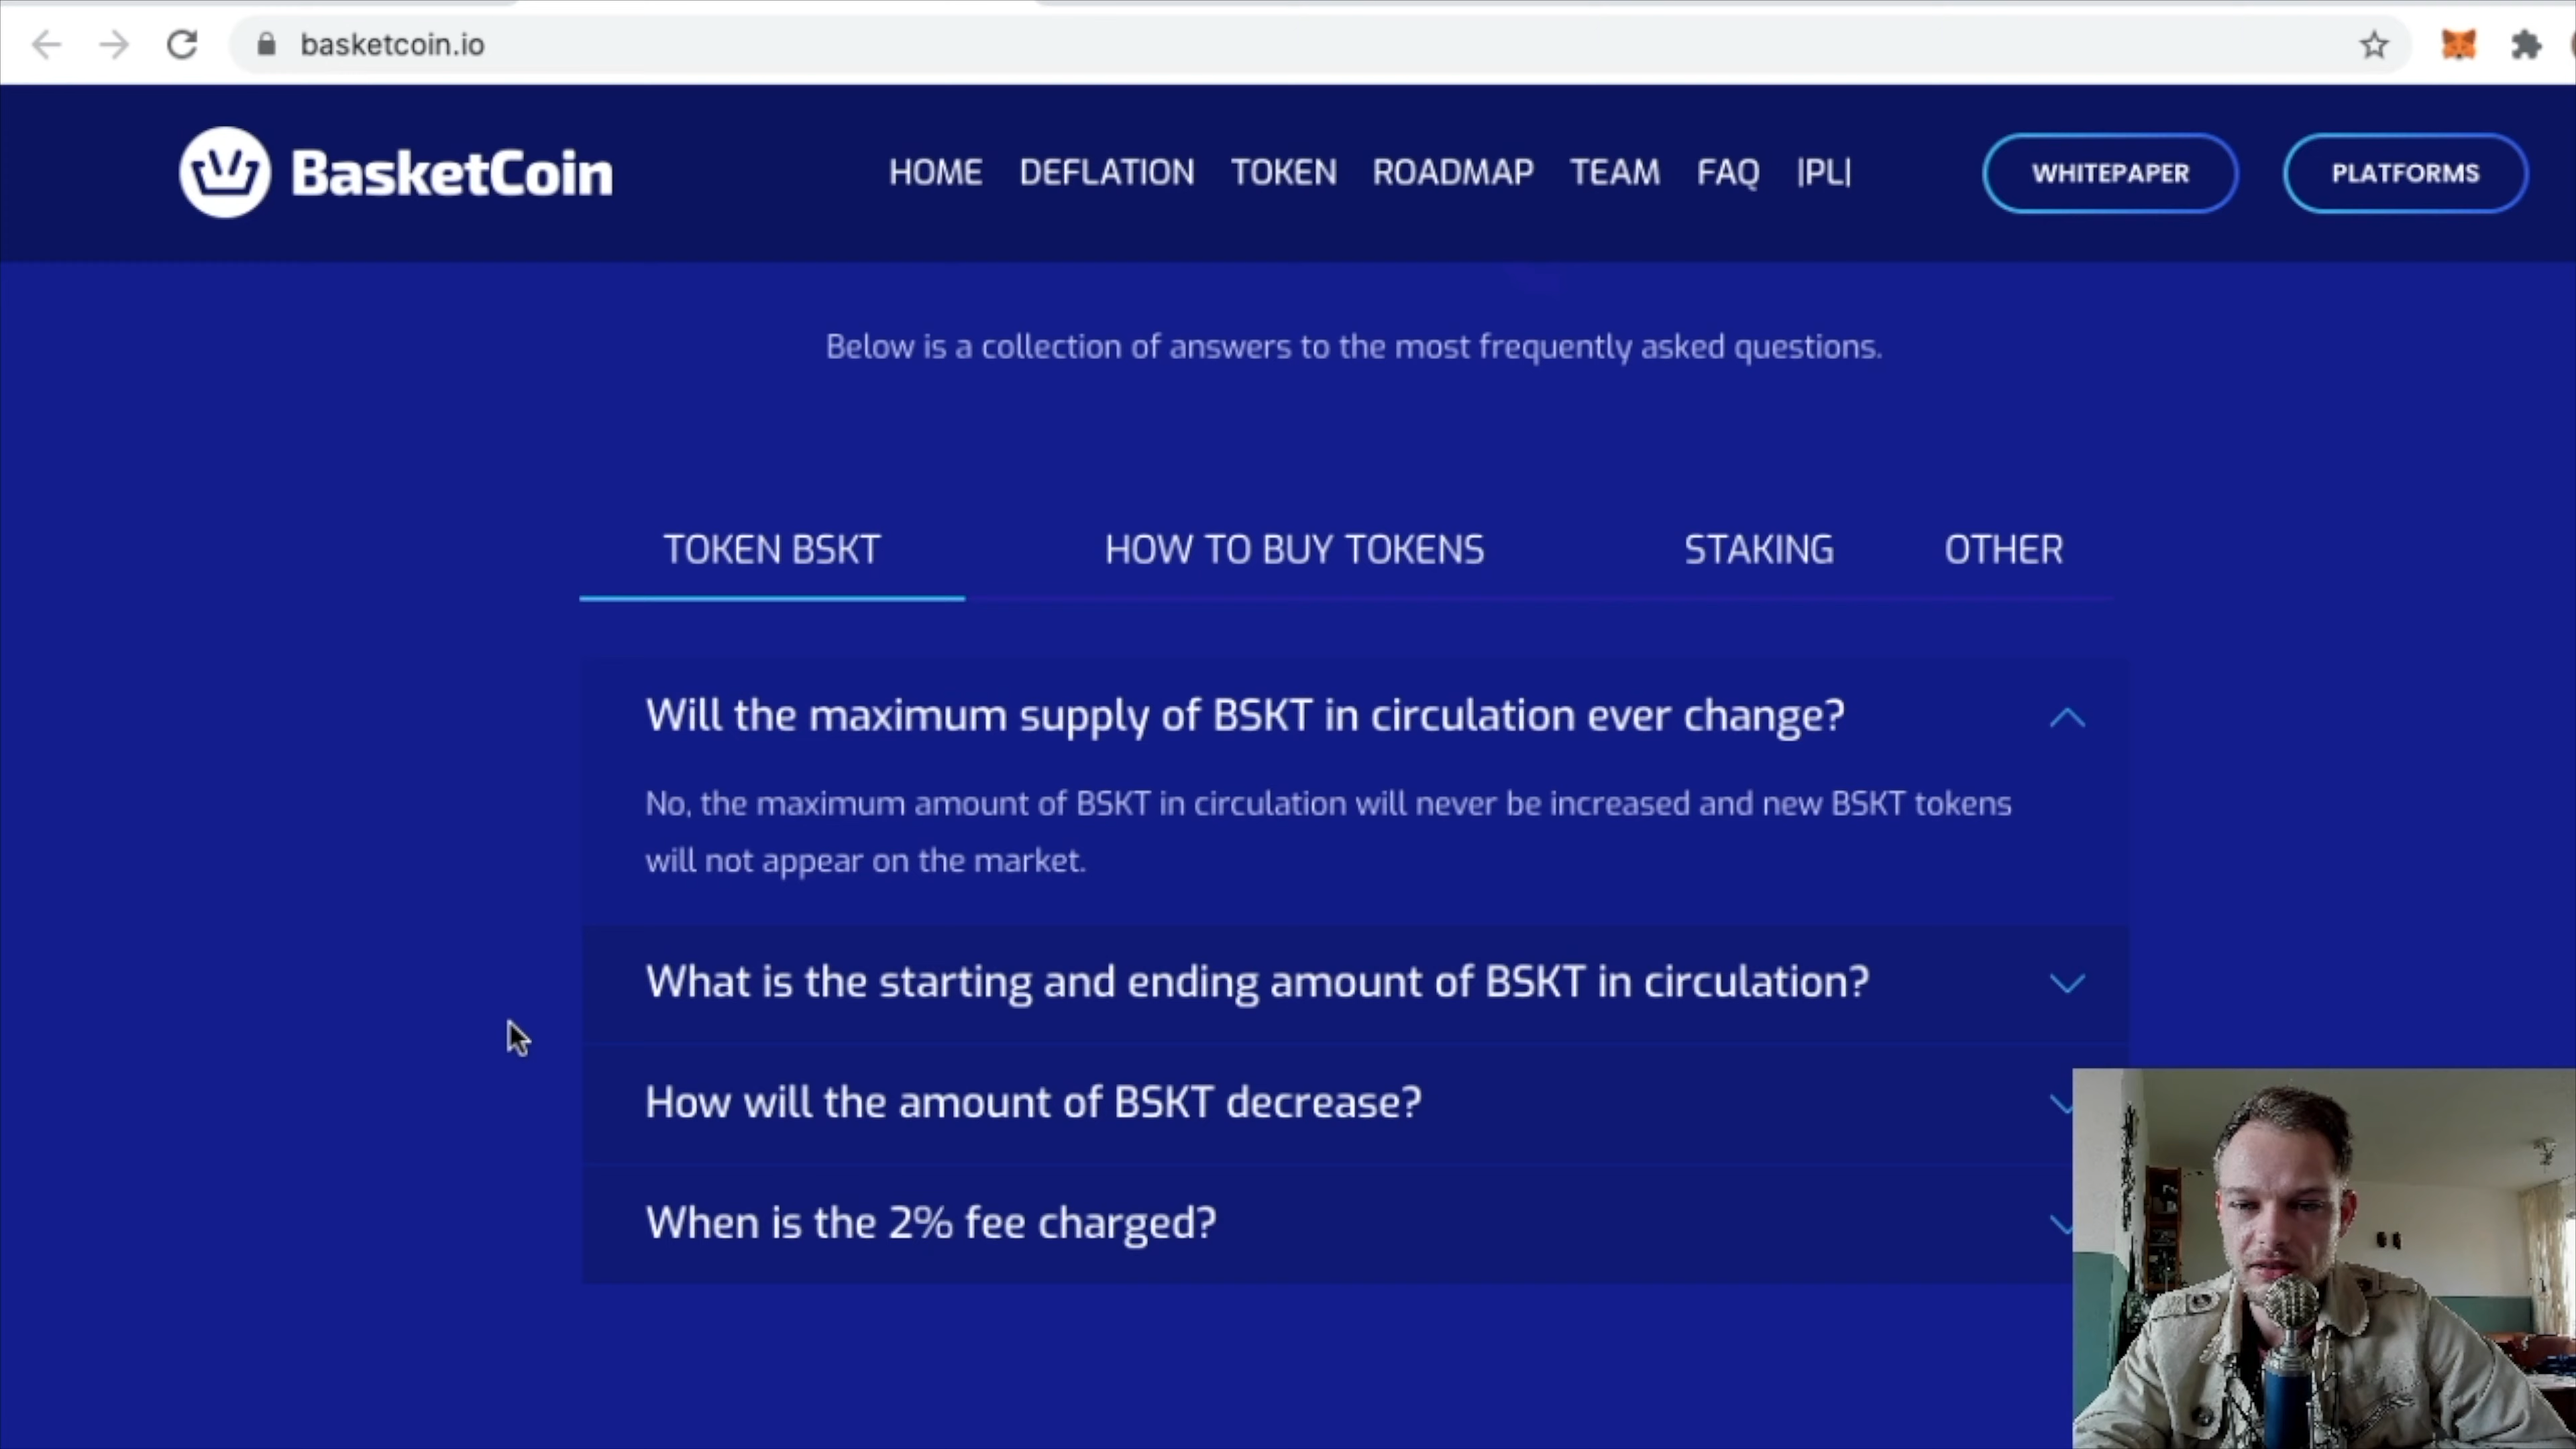 basketcoin.io
BasketCoin
HOME DEFLATION TOKEN ROADMAP TEAM FAQ |PL|
WHITEPAPER PLATFORMS
Below is a collection of answers to the most frequently asked questions.
TOKEN BSKT HOW TO BUY TOKENS STAKING OTHER
Will the maximum supply of BSKT in circulation ever change?
No, the maximum amount of BSKT in circulation will never be increased and new BSKT tokens
will not appear on the market.
What is the starting and ending amount of BSKT in circulation?
How will the amount of BSKT decrease?
When is the 2% fee charged?